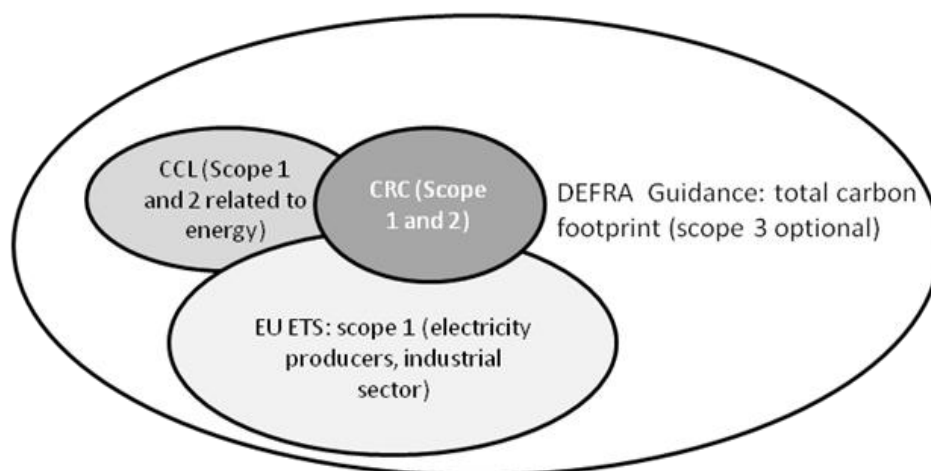 CCL (Scope 1
and 2 related to
energy)
CRC (Scope
1 and 2)
DEFRA Guidance: total carbon
footprint (scope 3 optional)
EU ETS: scope 1 (electricity
producers, industrial
sector)